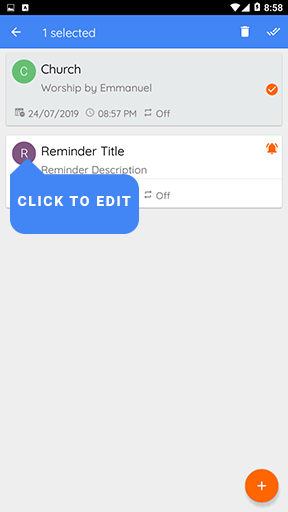 8:58
1 selected
C Church
Worship by Emmanuel
24/07/2019 08:57 PM Off
R Reminder Title
Reminder Description
CLICK TO EDIT
Off